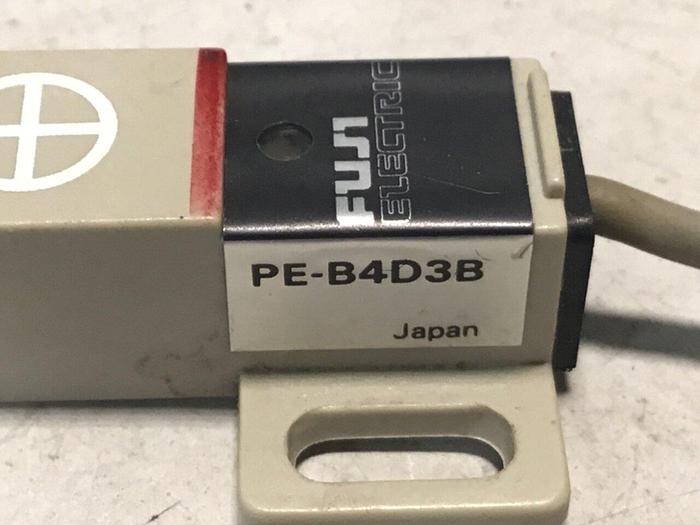 FUJI
ELECTRIC
PE-B4D3B
Japan